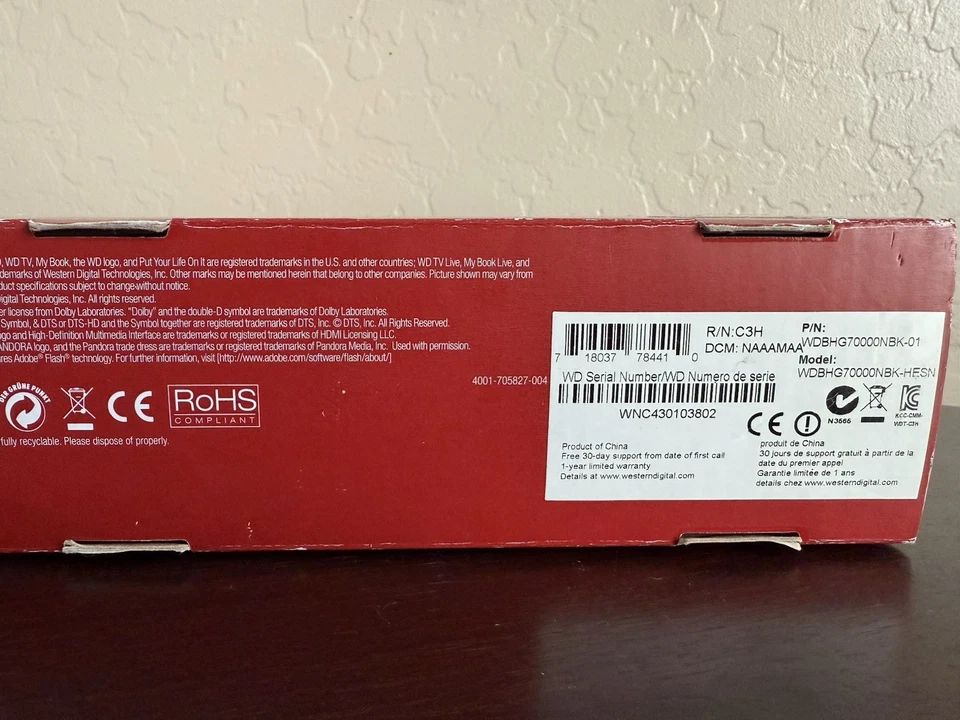 , WD TV, My Book, the WD logo, and Put Your Life On It are registered trademarks in the U.S. and other countries; WD TV Live, My Book Live, and
demarks of Western Digital Technologies, Inc. Other marks may be mentioned herein that belong to other companies. Picture shown may vary from
duct specifications subject to change without notice.
igital Technologies, Inc. All rights reserved.
er license from Dolby Laboratories. "Dolby" and the double-D symbol are trademarks of Dolby Laboratories.
Symbol, & DTS or DTS-HD and the Symbol together are registered trademarks of DTS, Inc. © DTS, Inc. All Rights Reserved.
ogo and High-Definition Multimedia Interface are trademarks or registered trademarks of HDMI Licensing LLC.
ANDORA logo, and the Pandora trade dress are trademarks or registered trademarks of Pandora Media, Inc. Used with permission.
res Adobe® Flash® technology. For further information, visit [http://www.adobe.com/software/flash/about/]
4001-705827-004
DER GRÜNE PUNKT
CE
RoHS
COMPLIANT
fully recyclable. Please dispose of properly.
7 18037 78441 0
R/N:C3H
DCM: NAAAMAA
P/N:
WDBHG70000NBK-01
Model:
WDBHG70000NBK-HESN
WD Serial Number/WD Numero de serie
WNC430103802
CE
N3665
KCC-CMM-
WDT-C3H
Product of China
Free 30-day support from date of first call
1-year limited warranty
Details at www.westerndigital.com
produit de China
30 jours de support gratuit à partir de la
date du premier appel
Garantie limitée de 1 ans
details chez www.westerndigital.com